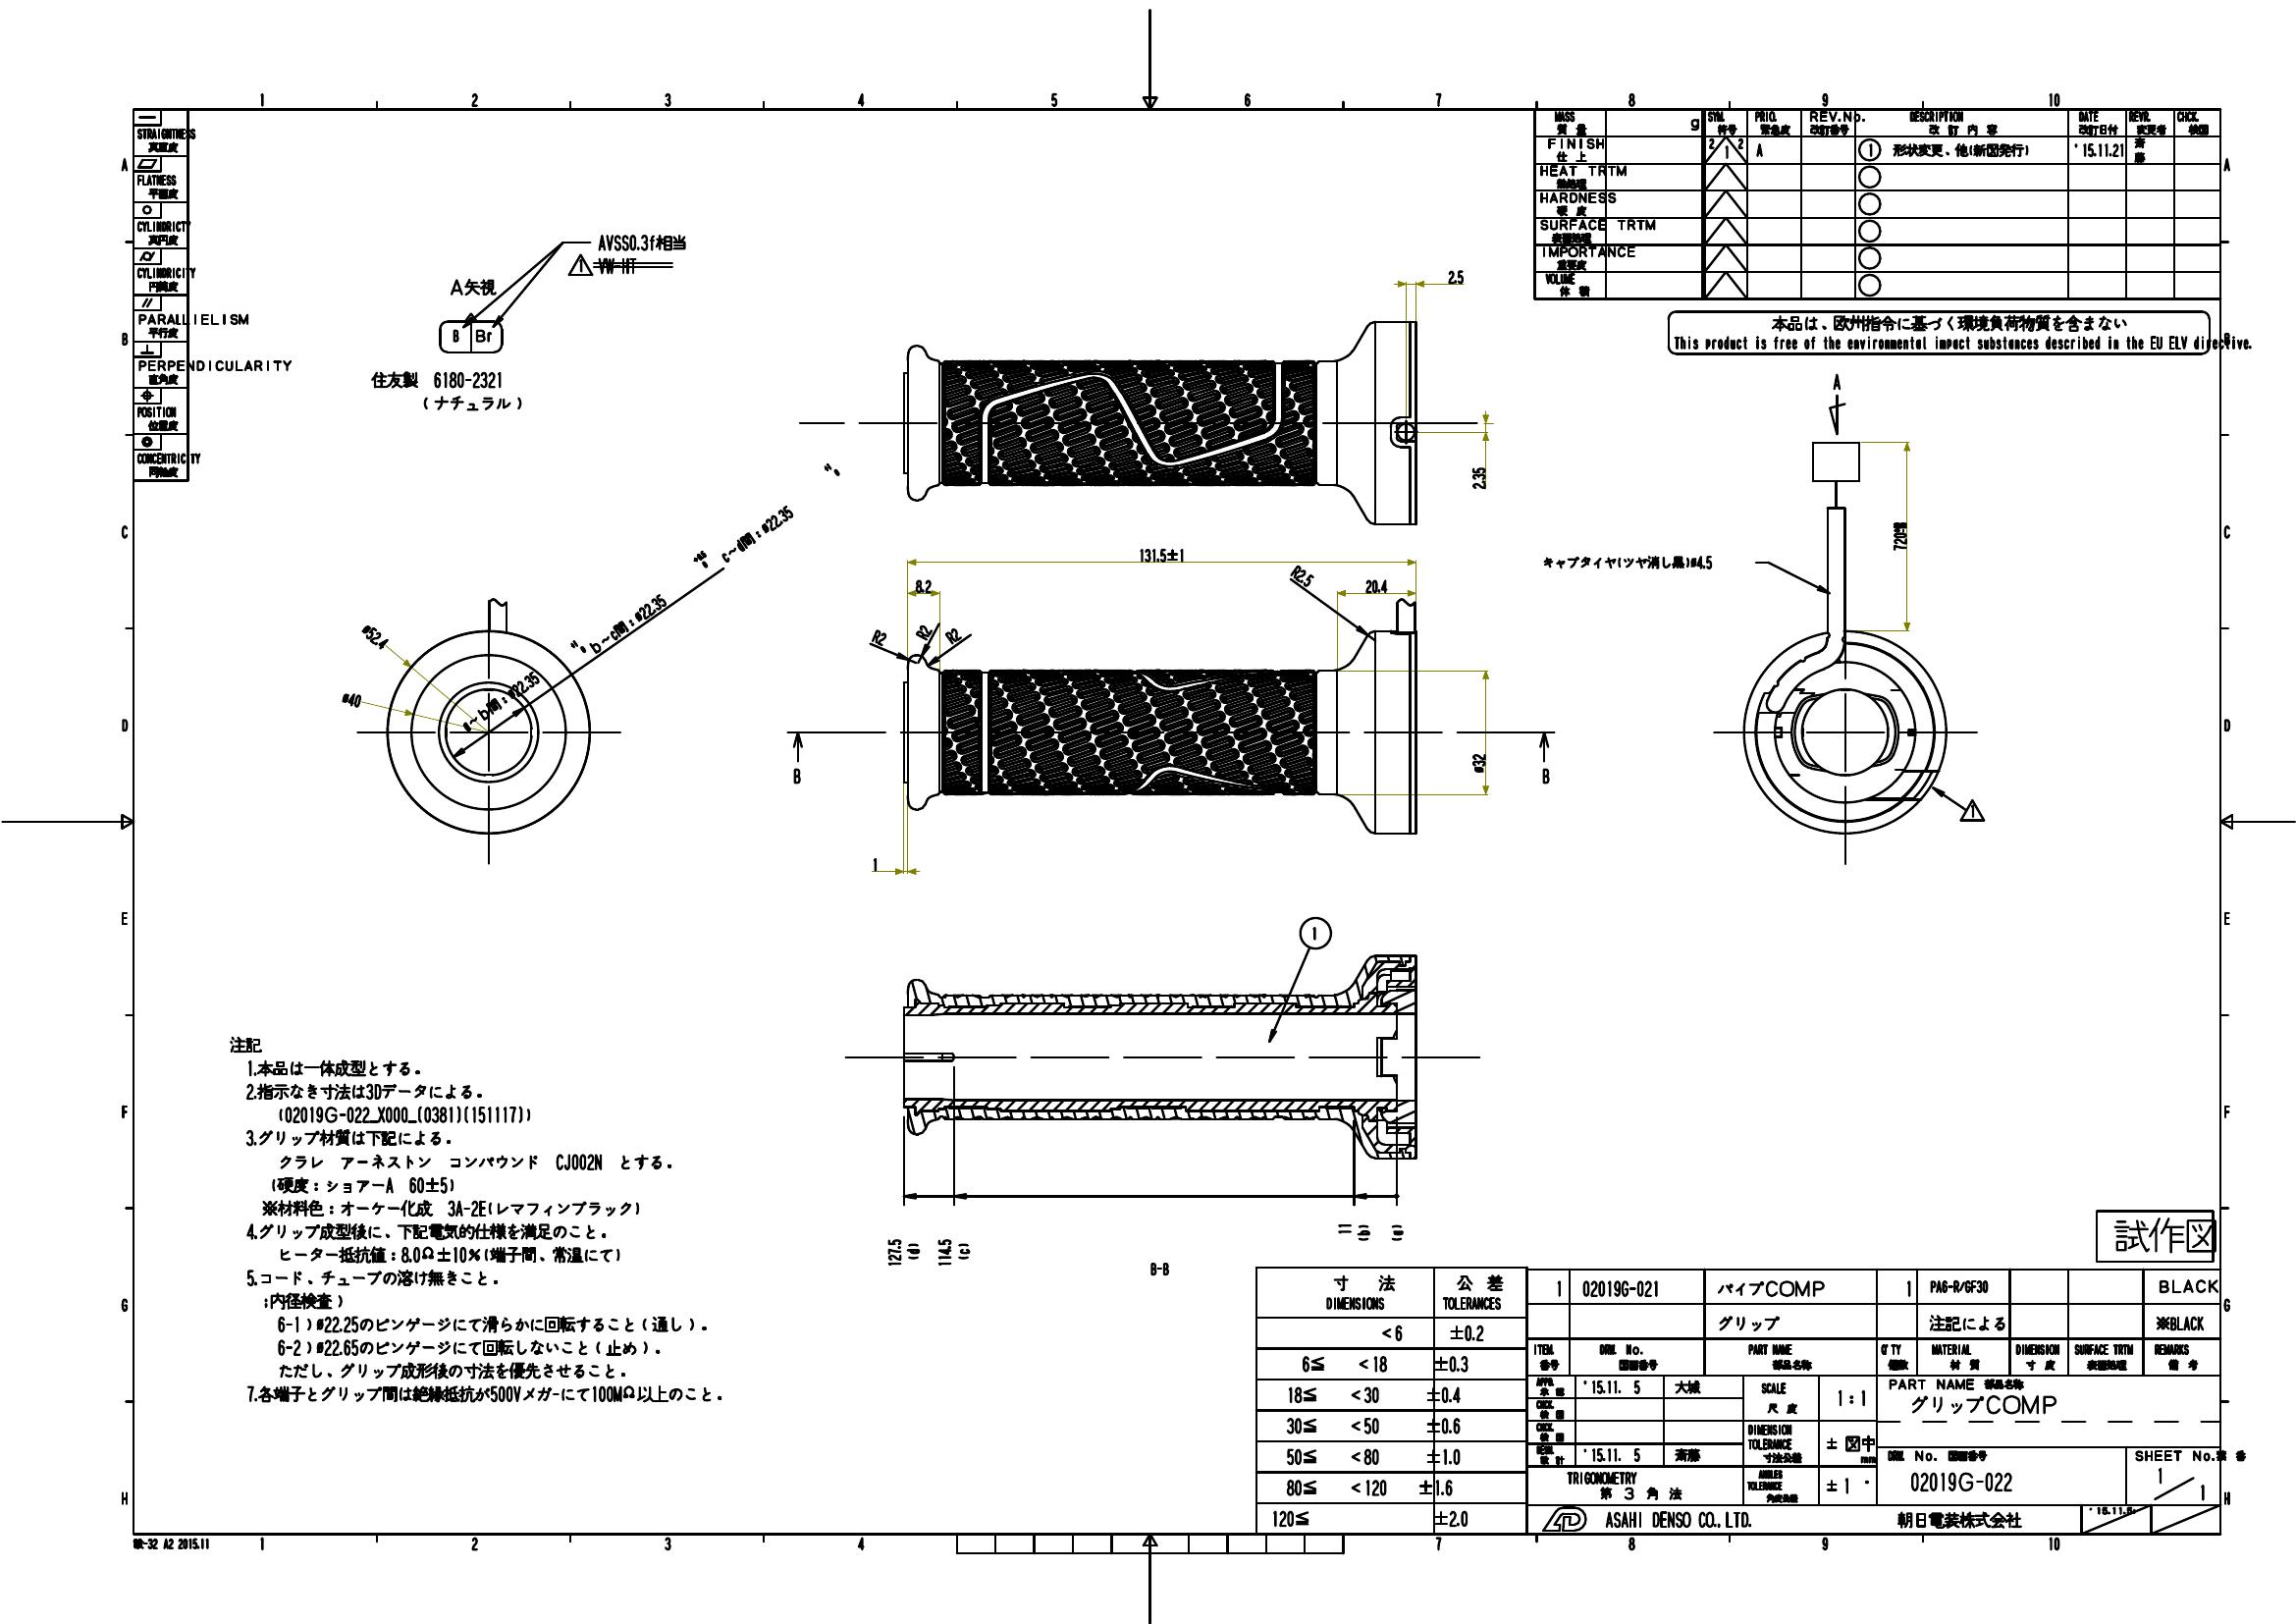 1 2 3 4 5 6 7 8 9 10
A B C D E F G H
STRAIGHTNESS
真直度
FLATNESS
平面度
CYLINDRICTY
真円度
CYLINDRICITY
円筒度
PARALLIELISM
平行度
PERPENDICULARITY
直角度
POSITION
位置度
CONCENTRICITY
同軸度
AVSS0.3f相当
1 VW-HT
A矢視
B Br
住友製 6180-2321
(ナチュラル)
MASS
質量
g
SYM. PRIO. REV.No. DESCRIPTION DATE REVR. CHCK.
符号 緊急度 改訂番号 改訂内容 改訂日付 変更者 検図
FINISH
仕上
2 1 2 A 1 形状変更、他(新図発行) '15.11.21 斎藤
HEAT TRTM
熱処理
HARDNESS
硬度
SURFACE TRTM
表面処理
IMPORTANCE
重要度
VOLUME
体積
本品は、欧州指令に基づく環境負荷物質を含まない
This product is free of the environmental impact substances described in the EU ELV directive.
2.5
2.35
131.5±1
8.2
R2.5
20.4
R2 R2 R2
ø32
B B
1
ø52.4
ø40
a~b間:ø22.35
b~c間:ø22.35
c~d間:ø22.35
A
キャプタイヤ(ツヤ消し黒)ø4.5
1
1
127.5
(d)
114.5
(c)
11
(b)
(a)
B-B
注記
1.本品は一体成型とする。
2.指示なき寸法は3Dデータによる。
(02019G-022_X000_(0381)(151117))
3.グリップ材質は下記による。
クラレ アーネストン コンパウンド CJ002N とする。
(硬度:ショアーA 60±5)
※材料色:オーケー化成 3A-2E(レマフィンブラック)
4.グリップ成型後に、下記電気的仕様を満足のこと。
ヒーター抵抗値:8.0Ω±10%(端子間、常温にて)
5.コード、チューブの溶け無きこと。
;内径検査)
6-1)ø22.25のピンゲージにて滑らかに回転すること(通し)。
6-2)ø22.65のピンゲージにて回転しないこと(止め)。
ただし、グリップ成形後の寸法を優先させること。
7.各端子とグリップ間は絶縁抵抗が500Vメガ-にて100MΩ以上のこと。
試作図
寸法 公差
DIMENSIONS TOLERANCES
<6 ±0.2
6≦ <18 ±0.3
18≦ <30 ±0.4
30≦ <50 ±0.6
50≦ <80 ±1.0
80≦ <120 ±1.6
120≦ ±2.0
1 02019G-021 パイプCOMP 1 PA6-R/GF30 BLACK
グリップ 注記による ※BLACK
ITEM. DRW. No. PART NAME Q'TY MATERIAL DIMENSION SURFACE TRTM REMARKS
番号 図面番号 部品名称 個数 材質 寸度 表面処理 備考
APPD. 承認 '15.11. 5 大城
CHCK. 検図
CHCK. 検図
DESN. 設計 '15.11. 5 斎藤
SCALE
尺度
1:1
DIMENSION
TOLERANCE
寸法公差
± 図中
mm
ANGLES
TOLERANCE
角度公差
±1°
TRIGONOMETRY
第3角法
PART NAME 部品名称
グリップCOMP
DRW. No. 図面番号
02019G-022
SHEET No.葉番
1/1
ASAHI DENSO CO., LTD.
朝日電装株式会社
'15.11.5.
1 2 3 4 7 8 9 10